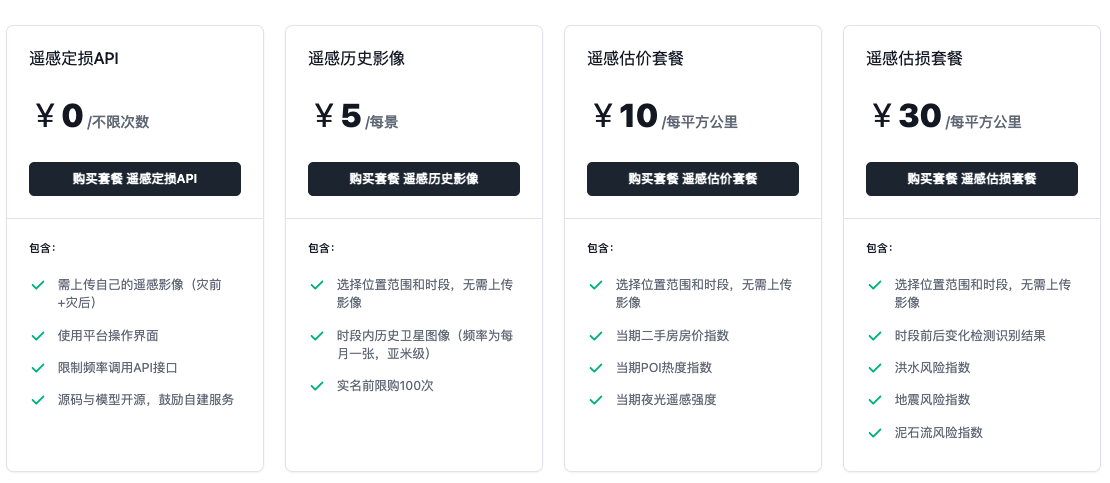 遥感定损API
¥0/不限次数
购买套餐 遥感定损API
包含：
需上传自己的遥感影像（灾前
+灾后）
使用平台操作界面
限制频率调用API接口
源码与模型开源，鼓励自建服务
遥感历史影像
¥5/每景
购买套餐 遥感历史影像
包含：
选择位置范围和时段，无需上传
影像
时段内历史卫星图像（频率为每
月一张，亚米级）
实名前限购100次
遥感估价套餐
¥10/每平方公里
购买套餐 遥感估价套餐
包含：
选择位置范围和时段，无需上传
影像
当期二手房房价指数
当期POI热度指数
当期夜光遥感强度
遥感估损套餐
¥30/每平方公里
购买套餐 遥感估损套餐
包含：
选择位置范围和时段，无需上传
影像
时段前后变化检测识别结果
洪水风险指数
地震风险指数
泥石流风险指数